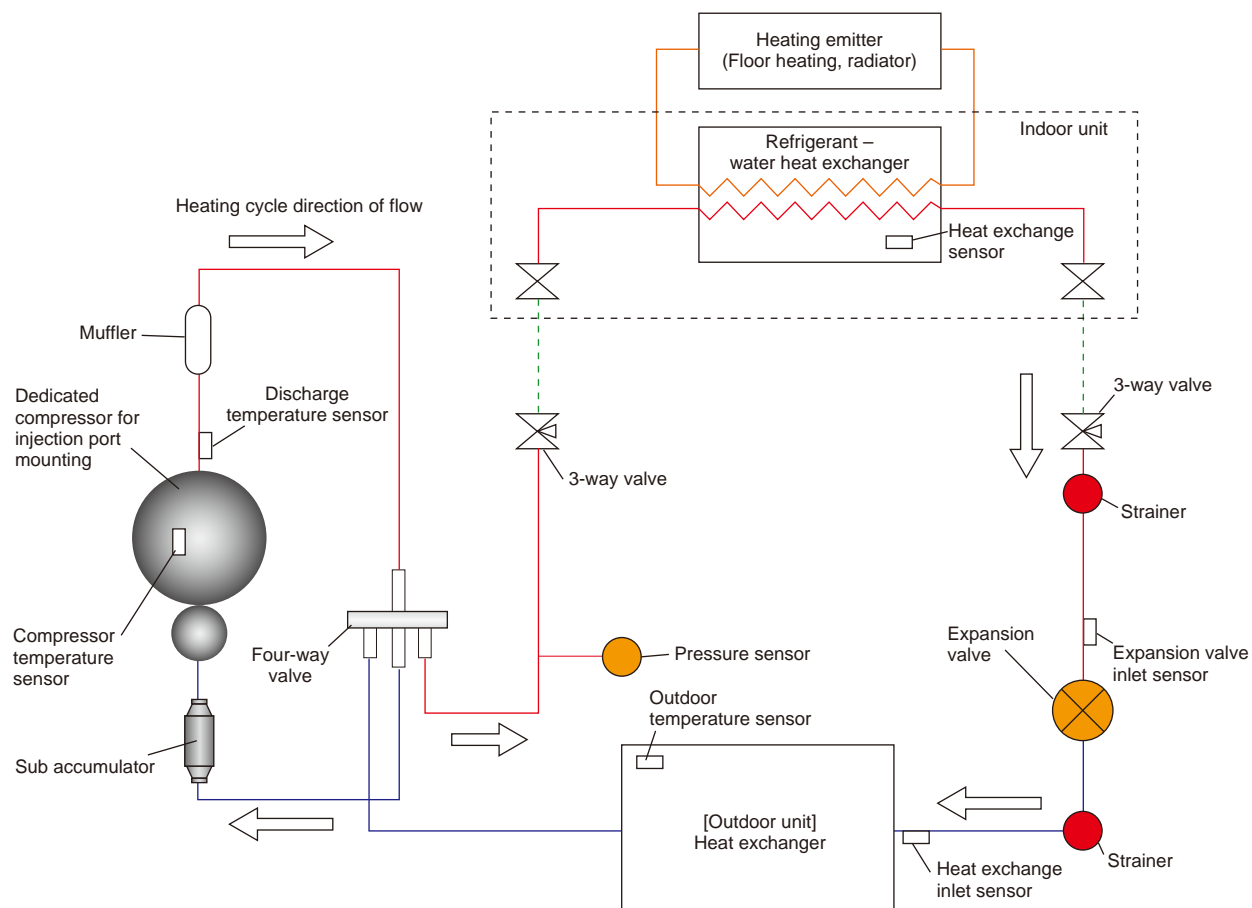 Heating emitter
(Floor heating, radiator)
Indoor unit
Refrigerant –
water heat exchanger
Heating cycle direction of flow
Heat exchange
sensor
Muffler
Discharge
temperature sensor
Dedicated
compressor for
injection port
mounting
3-way valve
3-way valve
Strainer
Compressor
temperature
sensor
Four-way
valve
Pressure sensor
Expansion
valve
Expansion valve
inlet sensor
Outdoor
temperature sensor
Sub accumulator
[Outdoor unit]
Heat exchanger
Heat exchange
inlet sensor
Strainer